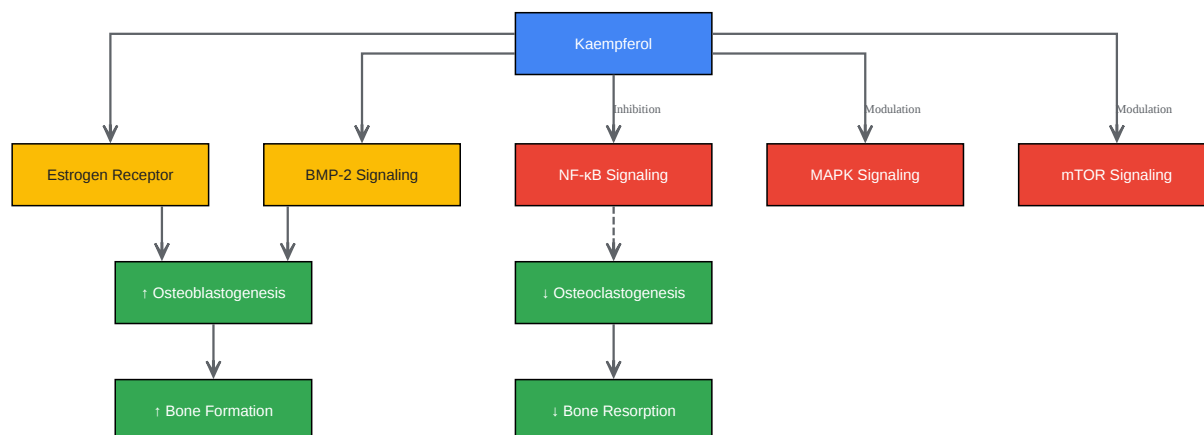 Kaempferol
Inhibition
Modulation
Modulation
Estrogen Receptor
BMP-2 Signaling
NF-κB Signaling
MAPK Signaling
mTOR Signaling
↑ Osteoblastogenesis
↓ Osteoclastogenesis
↑ Bone Formation
↓ Bone Resorption